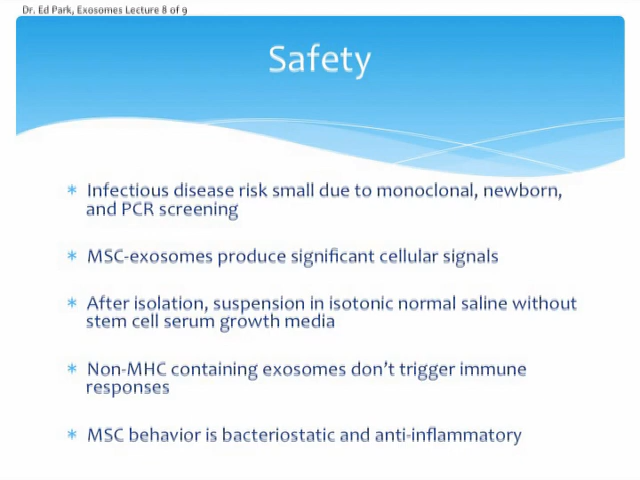 Dr. Ed Park, Exosomes Lecture 8 of 9
Safety
* Infectious disease risk small due to monoclonal, newborn,
and PCR screening
* MSC-exosomes produce significant cellular signals
* After isolation, suspension in isotonic normal saline without
stem cell serum growth media
* Non-MHC containing exosomes don't trigger immune
responses
* MSC behavior is bacteriostatic and anti-inflammatory